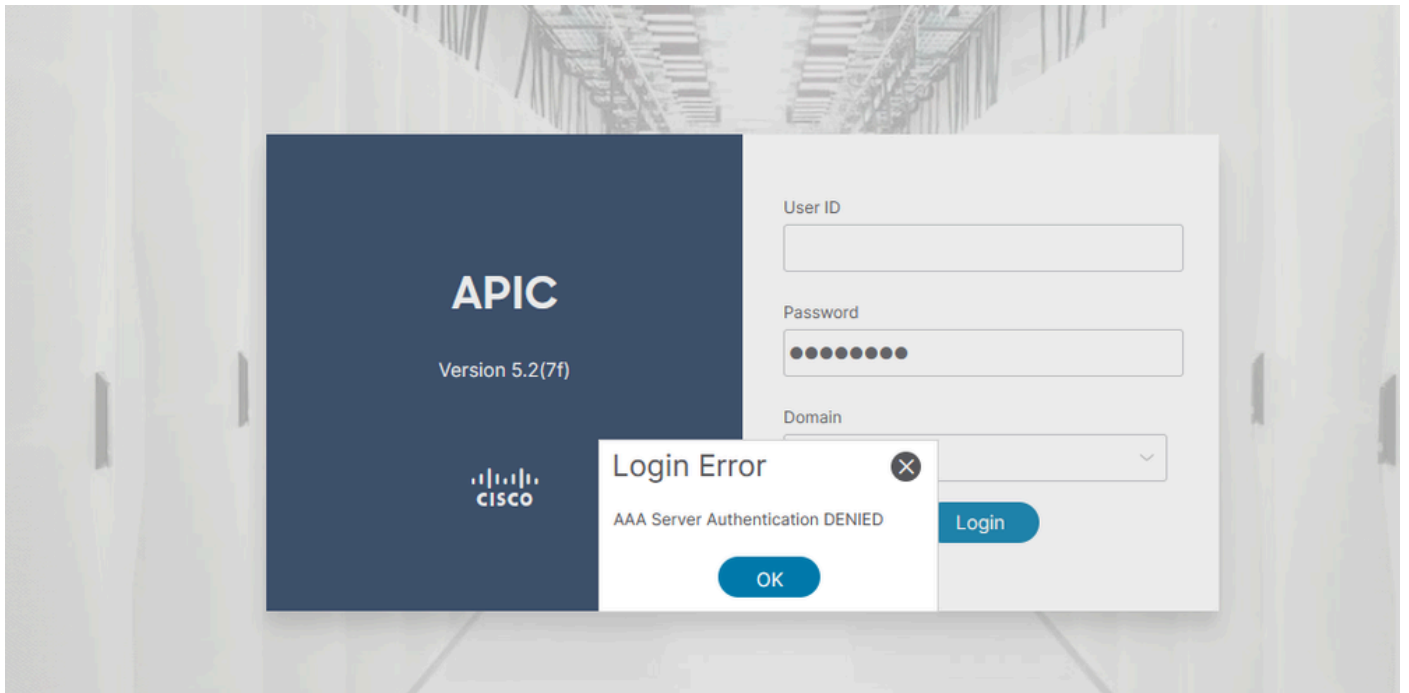 APIC
Version 5.2(7f)
CISCO
User ID
Password
Domain
Login
Login Error
AAA Server Authentication DENIED
OK